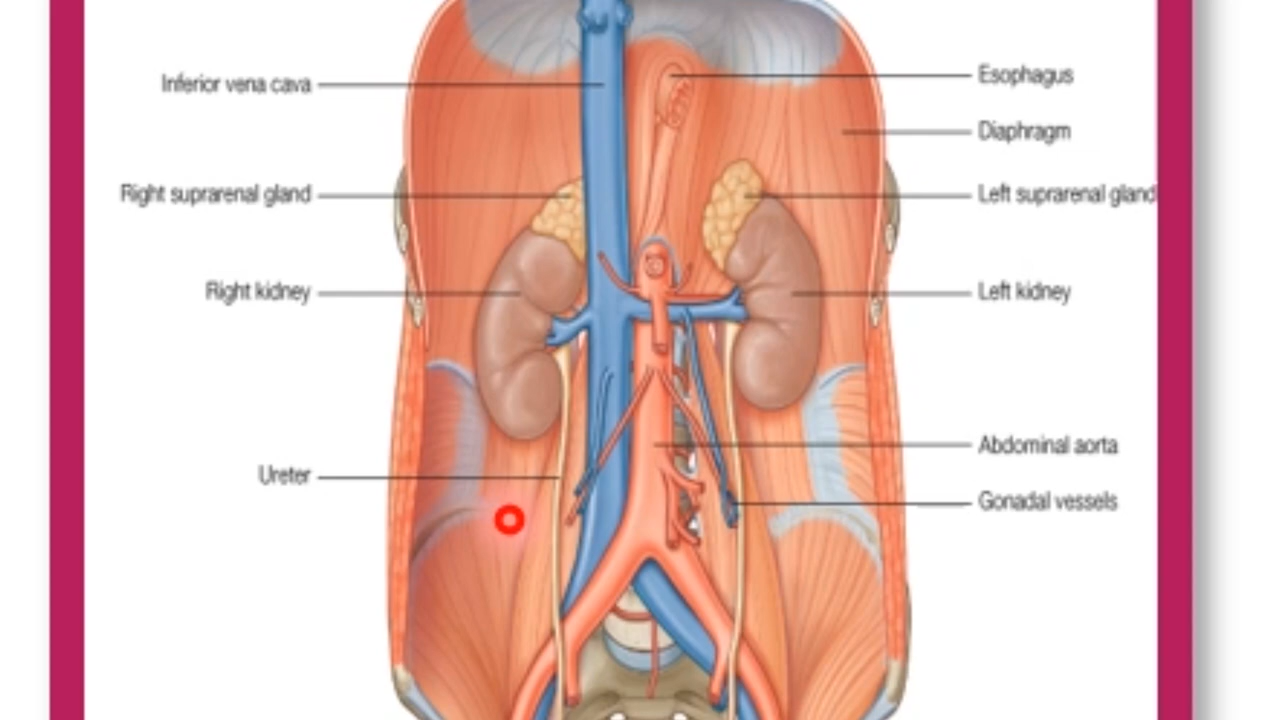 Inferior vena cava
Right suprarenal gland
Right kidney
Ureter
Esophagus
Diaphragm
Left suprarenal gland
Left kidney
Abdominal aorta
Gonadal vessels